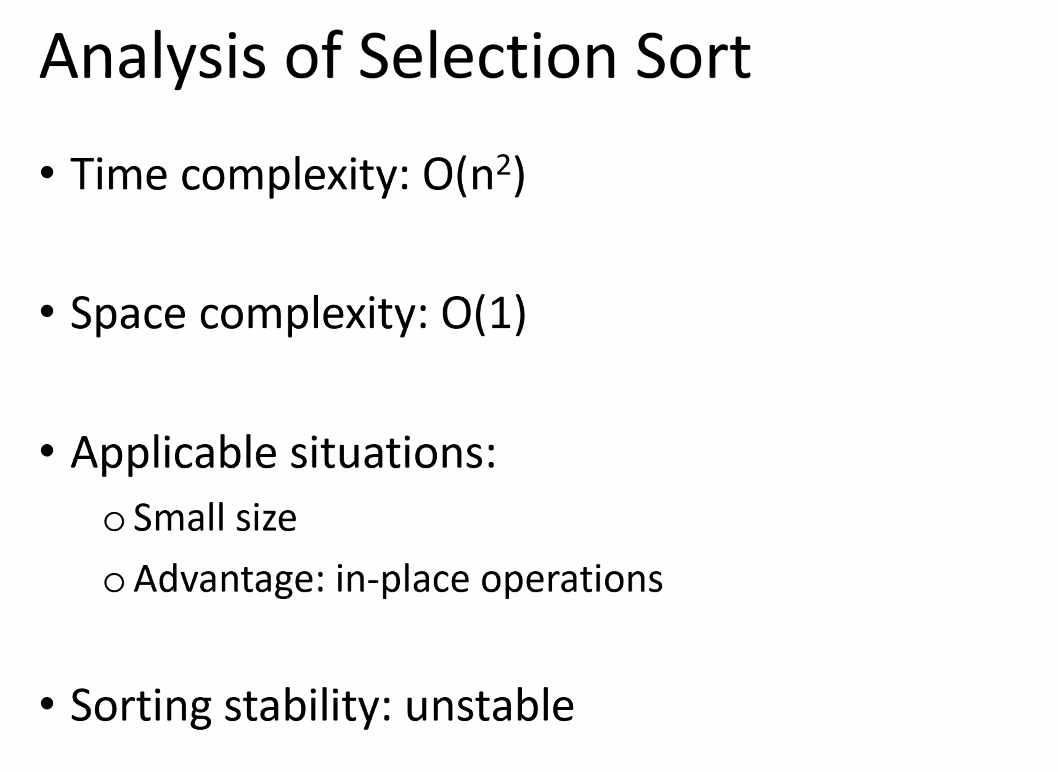 Analysis of Selection Sort
• Time complexity: O(n²)
• Space complexity: O(1)
• Applicable situations:
o Small size
o Advantage: in-place operations
• Sorting stability: unstable